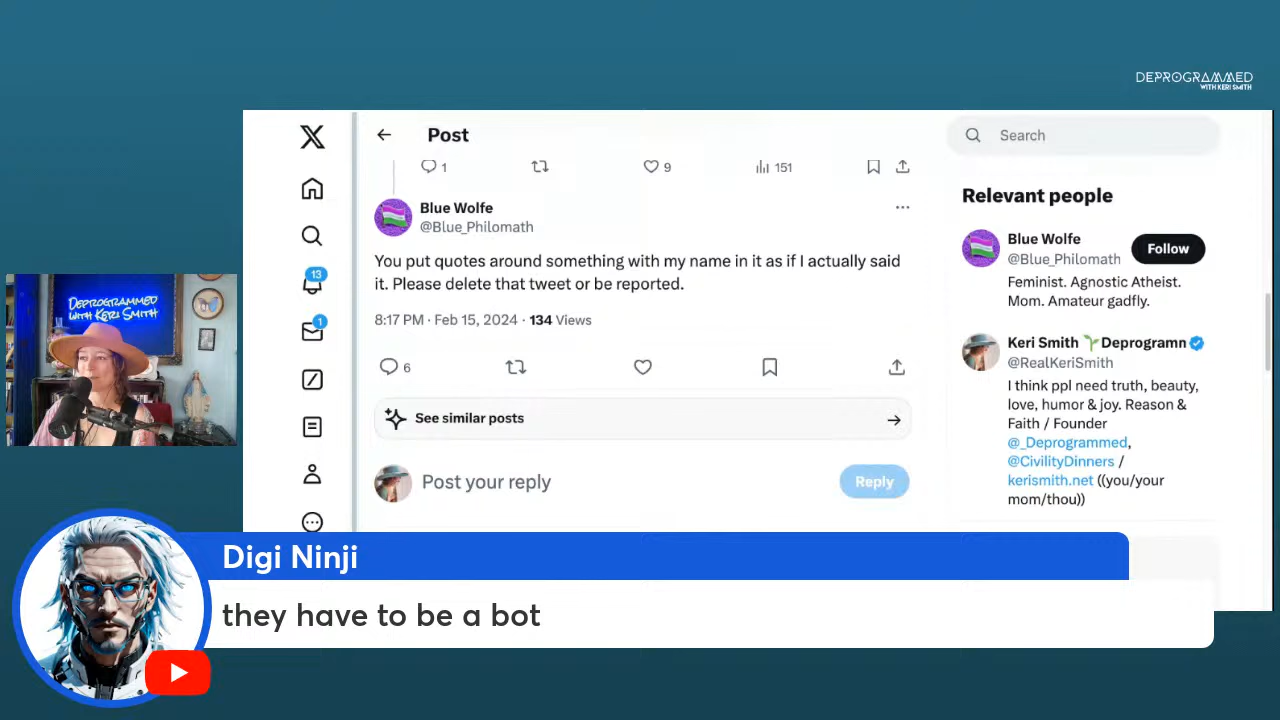 DEPROGRAMMED
WITH KERI SMITH
Post
Search
1
9
151
Relevant people
Blue Wolfe
@Blue_Philomath
You put quotes around something with my name in it as if I actually said
it. Please delete that tweet or be reported.
8:17 PM · Feb 15, 2024 · 134 Views
6
See similar posts
Post your reply
Reply
Blue Wolfe
@Blue_Philomath
Follow
Feminist. Agnostic Atheist.
Mom. Amateur gadfly.
Keri Smith 🌱Deprogramn
@RealKeriSmith
I think ppl need truth, beauty,
love, humor & joy. Reason &
Faith / Founder
@_Deprogrammed,
@CivilityDinners /
kerismith.net ((you/your
mom/thou))
13
1
DEPROGRAMMED
WITH KERI SMITH
Digi Ninji
they have to be a bot